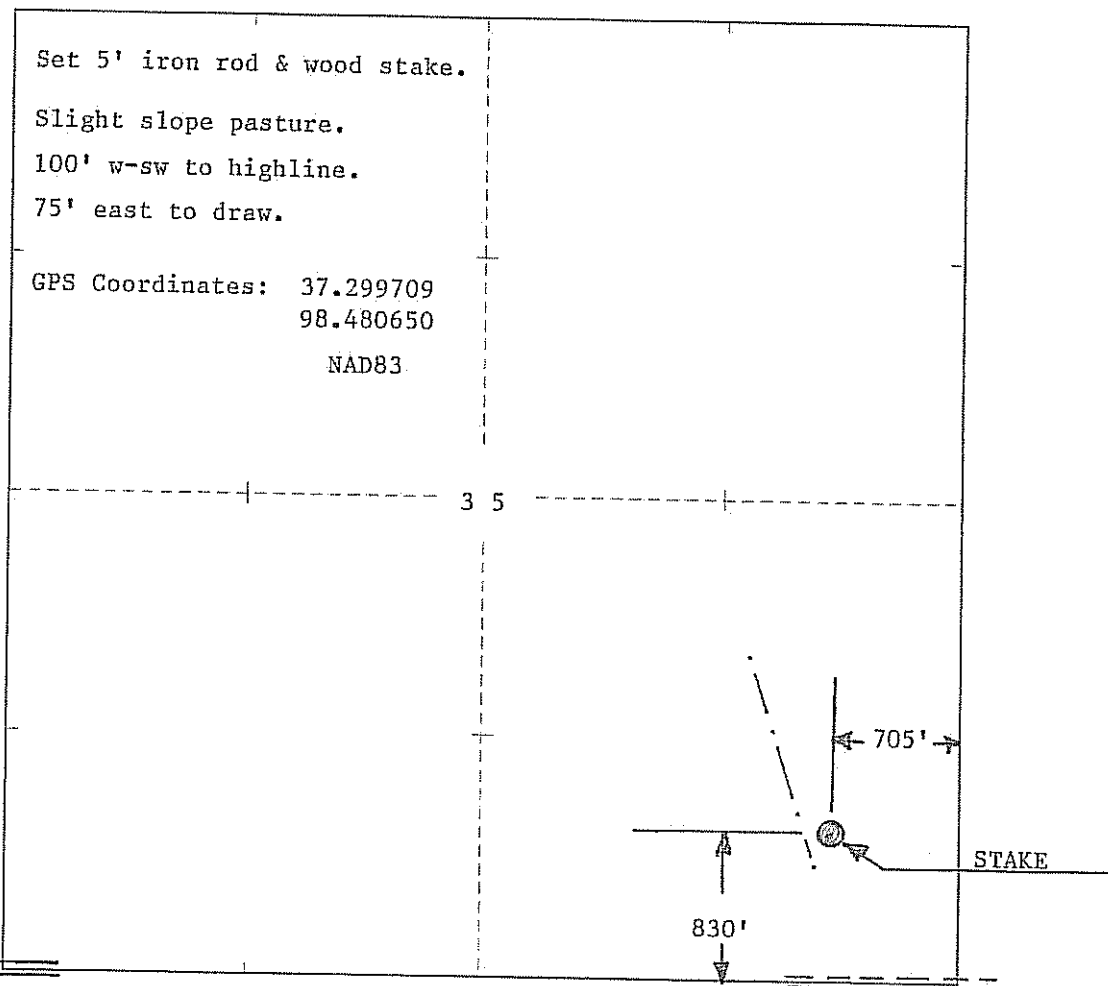 Set 5' iron rod & wood stake.
Slight slope pasture.
100' w-sw to highline.
75' east to draw.
GPS Coordinates: 37.299709
98.480650
NAD83
3 5
705'
STAKE
830'